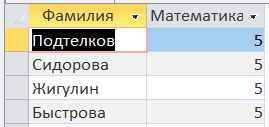 Фамилия Математика
Подтелков 5
Сидорова 5
Жигулин 5
Быстрова 5